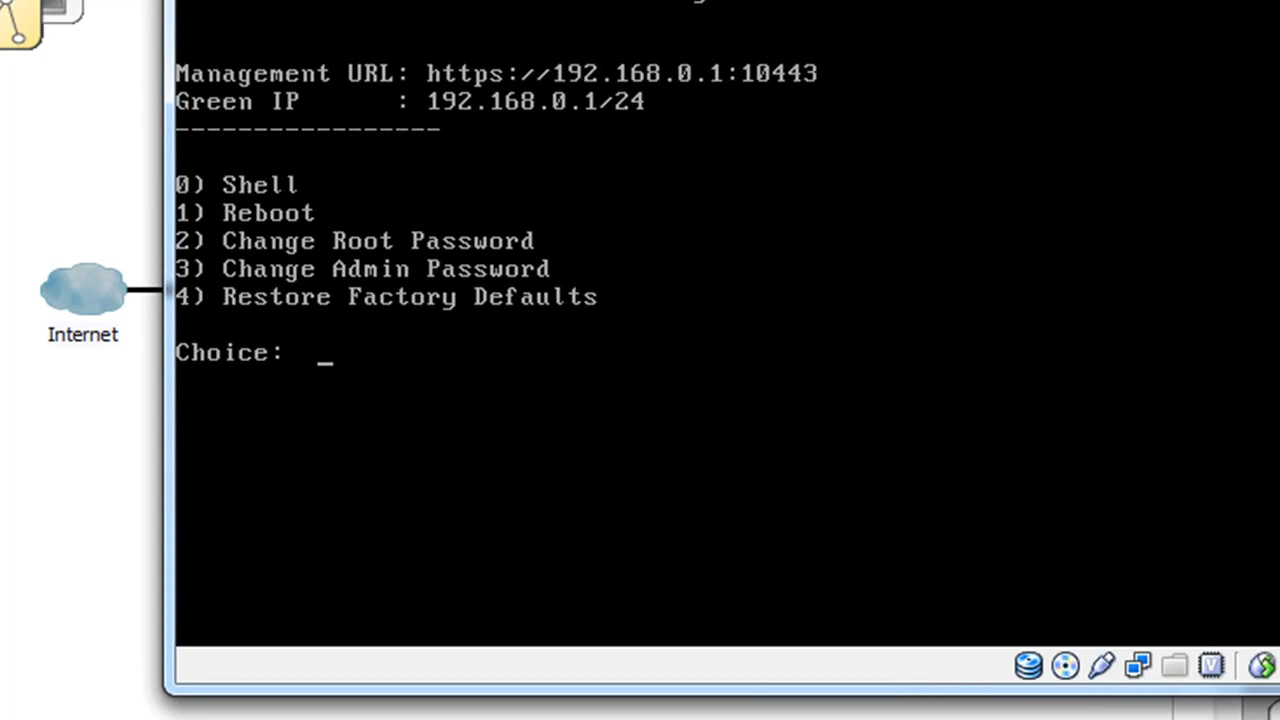 Management URL: https://192.168.0.1:10443
Green IP      : 192.168.0.1/24
-----------------
0) Shell
1) Reboot
2) Change Root Password
3) Change Admin Password
4) Restore Factory Defaults
Internet
Choice:  _